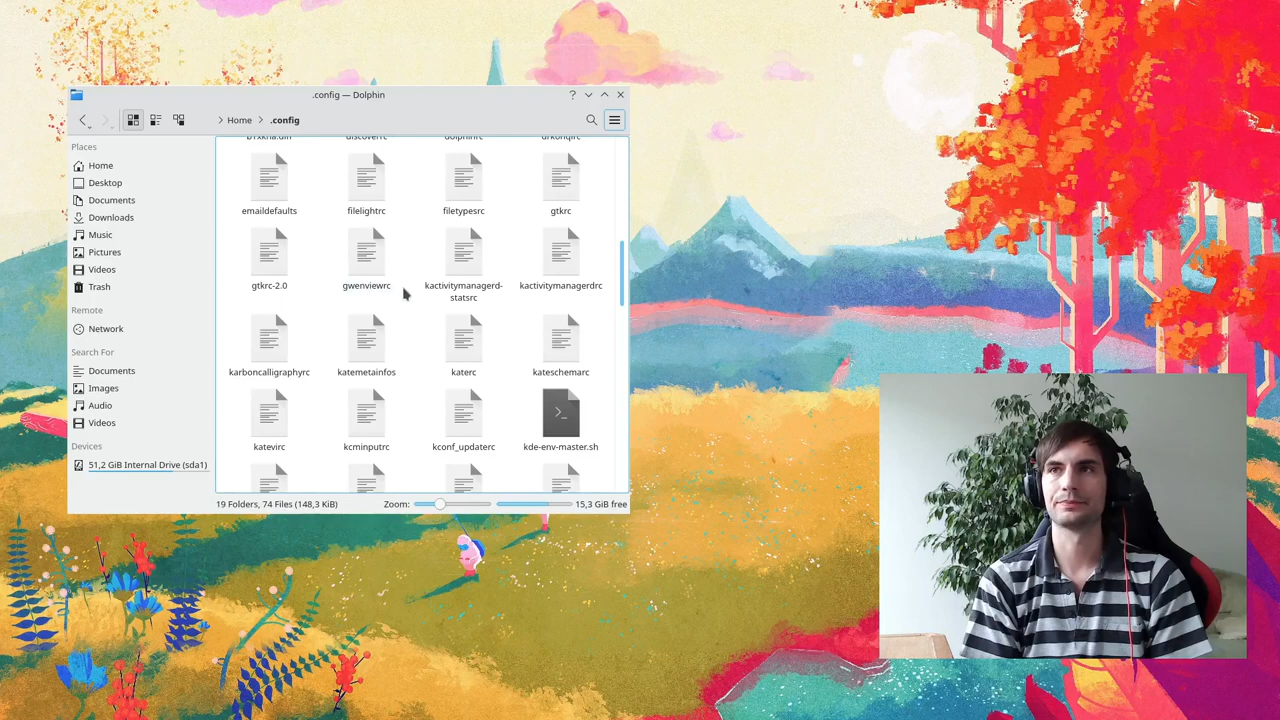 .config — Dolphin
Home
.config
Places
Home
Desktop
Documents
Downloads
Music
Pictures
Videos
Trash
Remote
Network
Search For
Documents
Images
Audio
Videos
Devices
51,2 GiB Internal Drive (sda1)
emaildefaults
filelightrc
filetypesrc
gtkrc
gtkrc-2.0
gwenviewrc
kactivitymanagerd-
statsrc
kactivitymanagerdrc
karboncalligraphyrc
katemetainfos
katerc
kateschemarc
katevirc
kcminputrc
kconf_updaterc
kde-env-master.sh
19 Folders, 74 Files (148,3 KiB)
Zoom:
15,3 GiB free